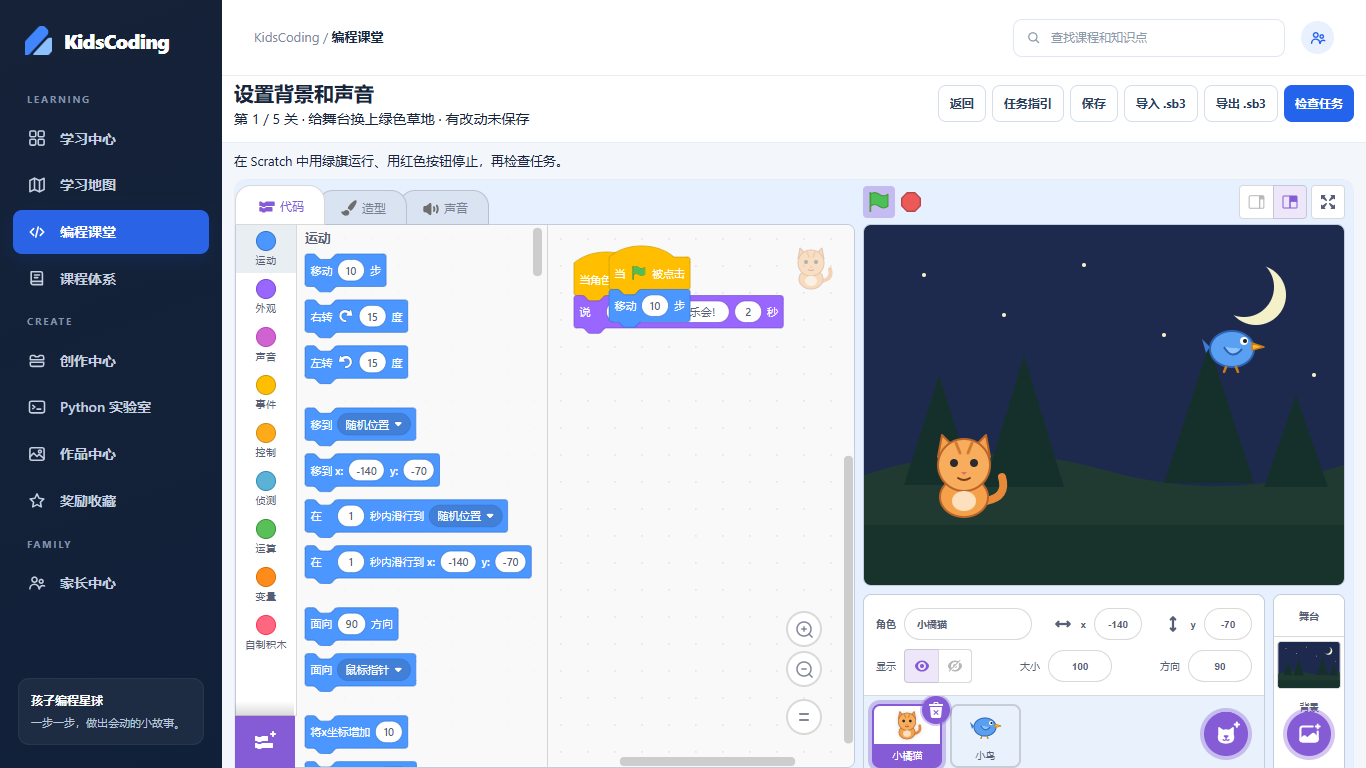 KidsCoding
LEARNING
学习中心
学习地图
编程课堂
课程体系
CREATE
创作中心
Python 实验室
作品中心
奖励收藏
FAMILY
家长中心
孩子编程星球
一步一步，做出会动的小故事。
KidsCoding / 编程课堂
查找课程和知识点
设置背景和声音
第 1 / 5 关 · 给舞台换上绿色草地 · 有改动未保存
返回
任务指引
保存
导入 .sb3
导出 .sb3
检查任务
在 Scratch 中用绿旗运行、用红色按钮停止，再检查任务。
代码
造型
声音
运动
外观
声音
事件
控制
侦测
运算
变量
自制积木
运动
移动 10 步
右转 15 度
左转 15 度
移到 随机位置
移到 x: -140 y: -70
在 1 秒内滑行到 随机位置
在 1 秒内滑行到 x: -140 y: -70
面向 90 方向
面向 鼠标指针
将x坐标增加 10
当角色
当 被点击
说
移动 10 步
乐会！ 2 秒
角色 小橘猫 x -140 y -70
显示 大小 100 方向 90
小橘猫
小鸟
舞台
背景